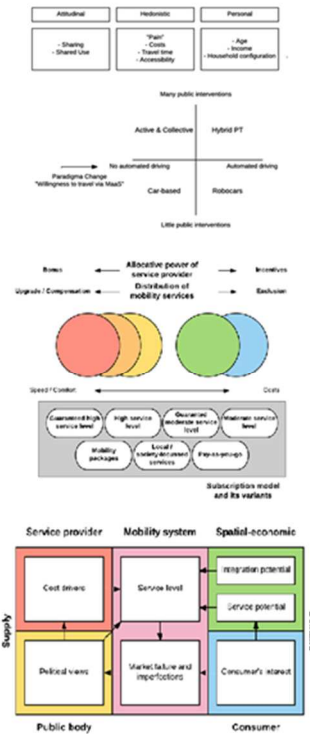 Attitudinal
Hedonistic
Personal
- Sharing
- Shared Use
"Pain"
- Costs
- Travel time
- Accessibility
- Age
- Income
- Household configuration
Many public interventions
Active & Collective
Hybrid PT
No automated driving
Automated driving
Paradigma Change
"Willingness to travel via MaaS"
Car-based
Robocars
Little public interventions
Bonus
Allocative power of
service provider
Incentives
Upgrade / Compensation
Distribution of
mobility services
Exclusion
Speed / Comfort
Costs
Guaranteed high
service level
High service
level
Guaranteed
moderate service
level
Moderate service
level
Mobility
packages
Local /
society-focussed
services
Pay-as-you-go
Subscription model
and its variants
Service provider
Mobility system
Spatial-economic
Supply
Cost drivers
Service level
Integration potential
Service potential
Political views
Market failure and
imperfections
Consumer's interest
Public body
Consumer